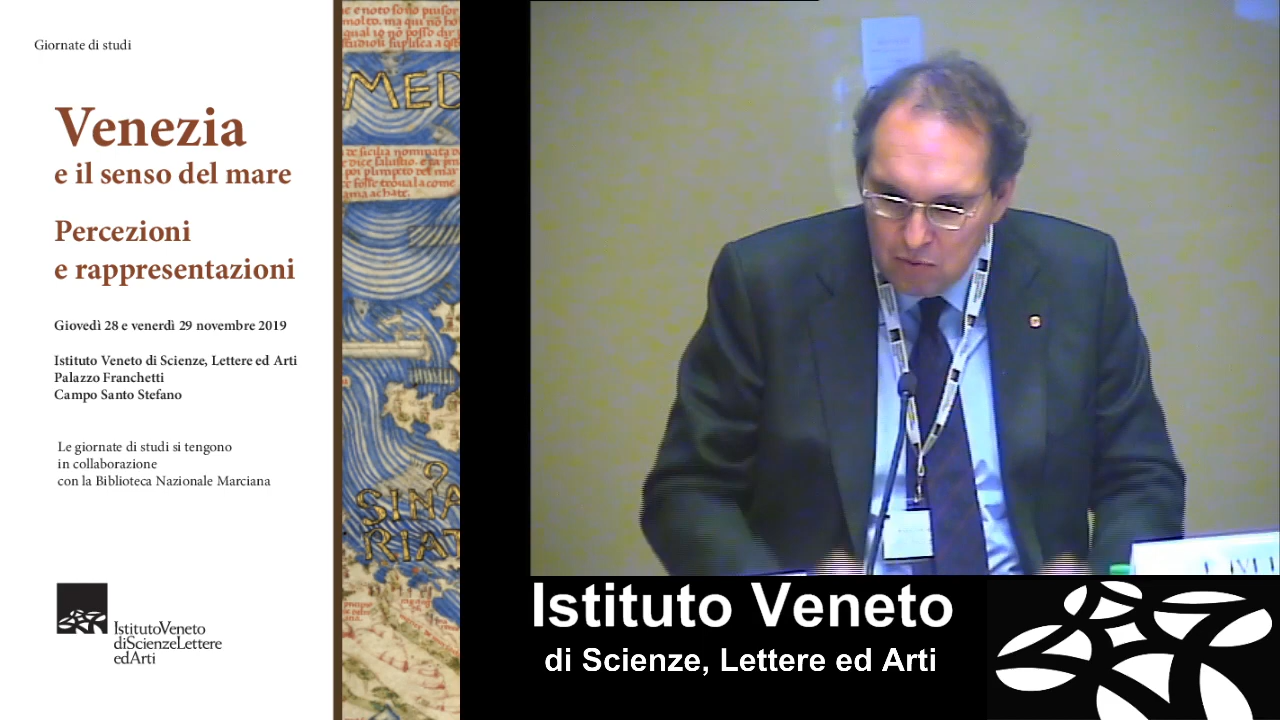 Giornate di studi
Venezia
e il senso del mare
Percezioni
e rappresentazioni
Giovedì 28 e venerdì 29 novembre 2019
Istituto Veneto di Scienze, Lettere ed Arti
Palazzo Franchetti
Campo Santo Stefano
Le giornate di studi si tengono
in collaborazione
con la Biblioteca Nazionale Marciana
IstitutoVeneto
diScienzeLettere
edArti
MED
SINA
RIAT
Istituto Veneto
di Scienze, Lettere ed Arti